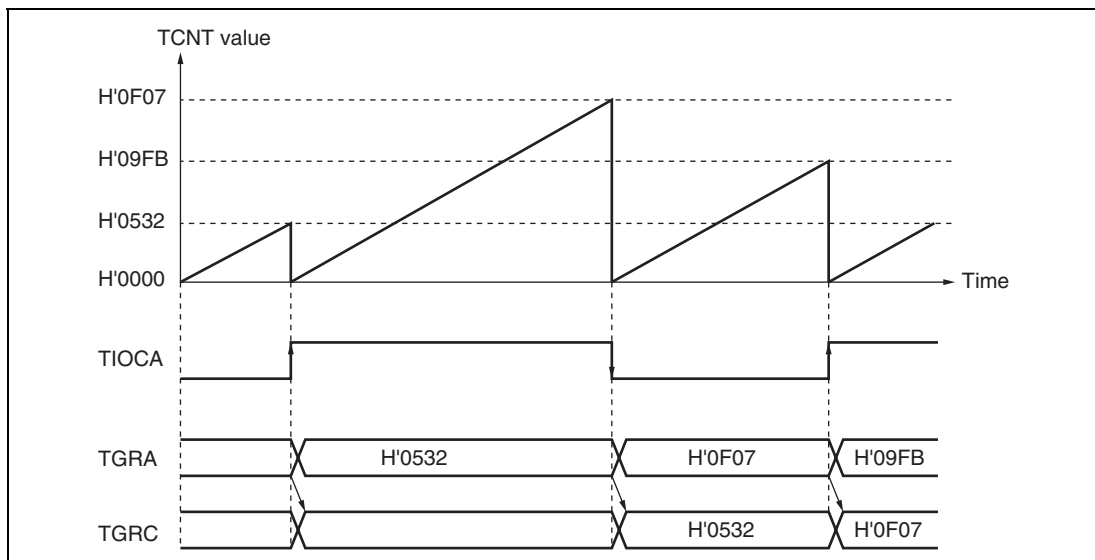 TCNT value
H'0F07
H'09FB
H'0532
H'0000
Time
TIOCA
TGRA H'0532 H'0F07 H'09FB
TGRC H'0532 H'0F07